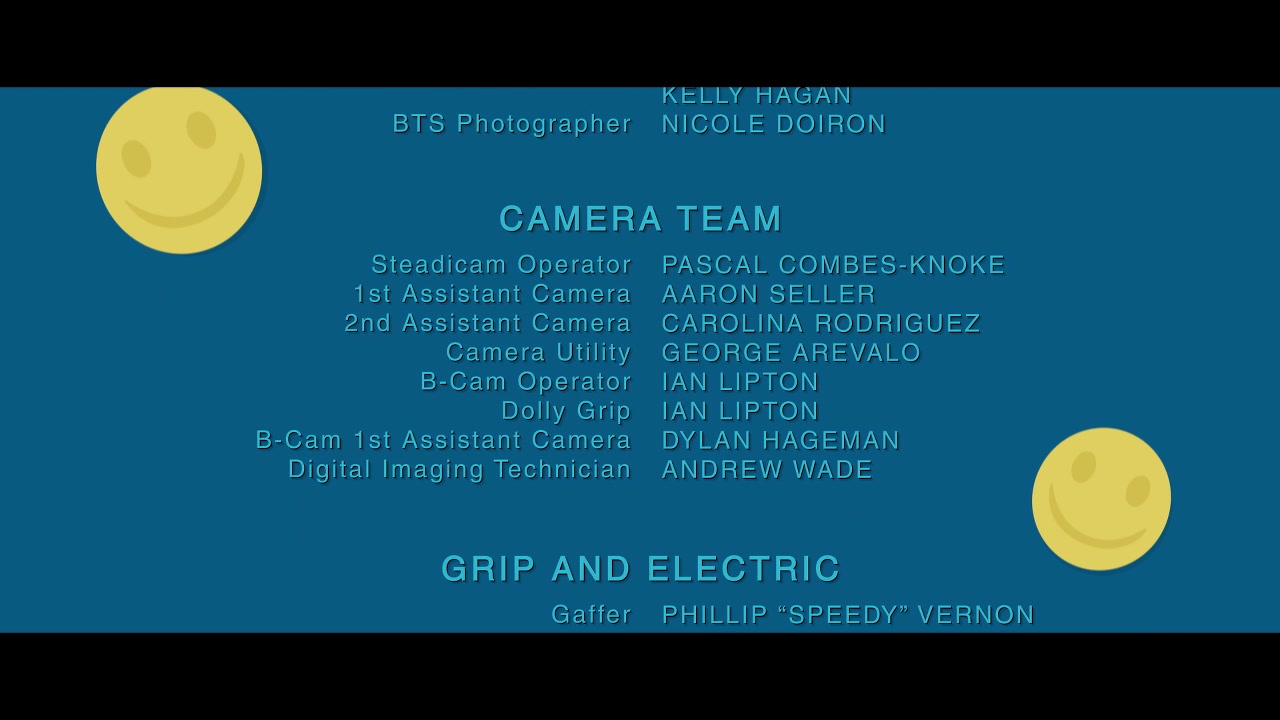 KELLY HAGAN
BTS Photographer NICOLE DOIRON
CAMERA TEAM
Steadicam Operator PASCAL COMBES-KNOKE
1st Assistant Camera AARON SELLER
2nd Assistant Camera CAROLINA RODRIGUEZ
Camera Utility GEORGE AREVALO
B-Cam Operator IAN LIPTON
Dolly Grip IAN LIPTON
B-Cam 1st Assistant Camera DYLAN HAGEMAN
Digital Imaging Technician ANDREW WADE
GRIP AND ELECTRIC
Gaffer PHILLIP “SPEEDY” VERNON